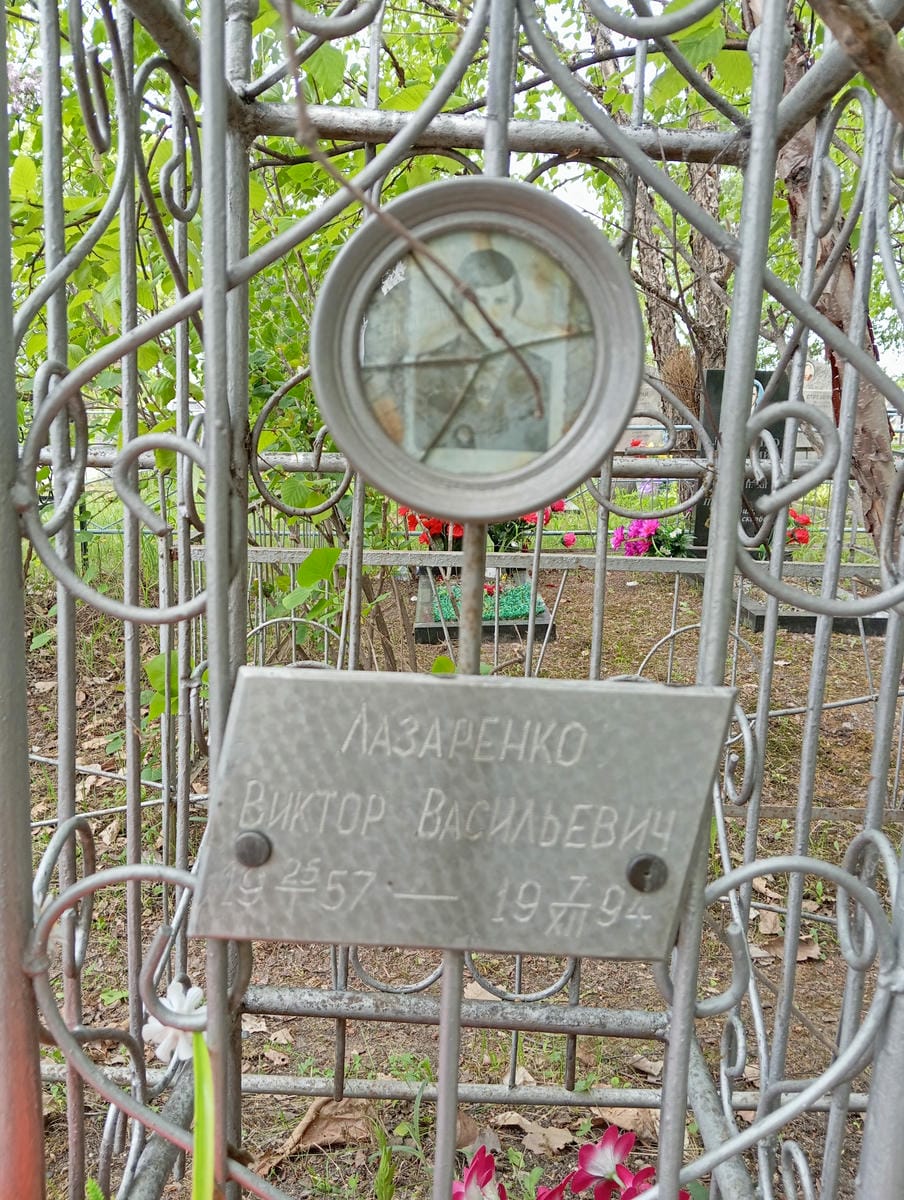 ЛАЗАРЕНКО
ВИКТОР ВАСИЛЬЕВИЧ
19 25/I 57 — 19 7/XII 94